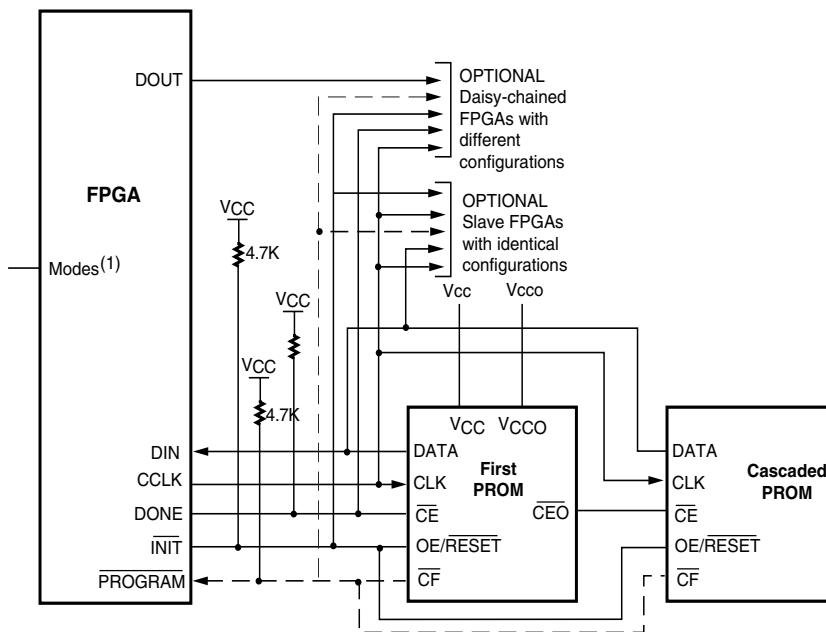 DOUT
OPTIONAL
Daisy-chained
FPGAs with
different
configurations
FPGA
VCC
4.7K
OPTIONAL
Slave FPGAs
with identical
configurations
Modes(1)
VCC
Vcc
Vcco
VCC
4.7K
VCC
VCCO
DIN
DATA
First
PROM
DATA
CCLK
CLK
CLK
Cascaded
PROM
DONE
CE
CEO
CE
INIT
OE/RESET
OE/RESET
PROGRAM
CF
CF